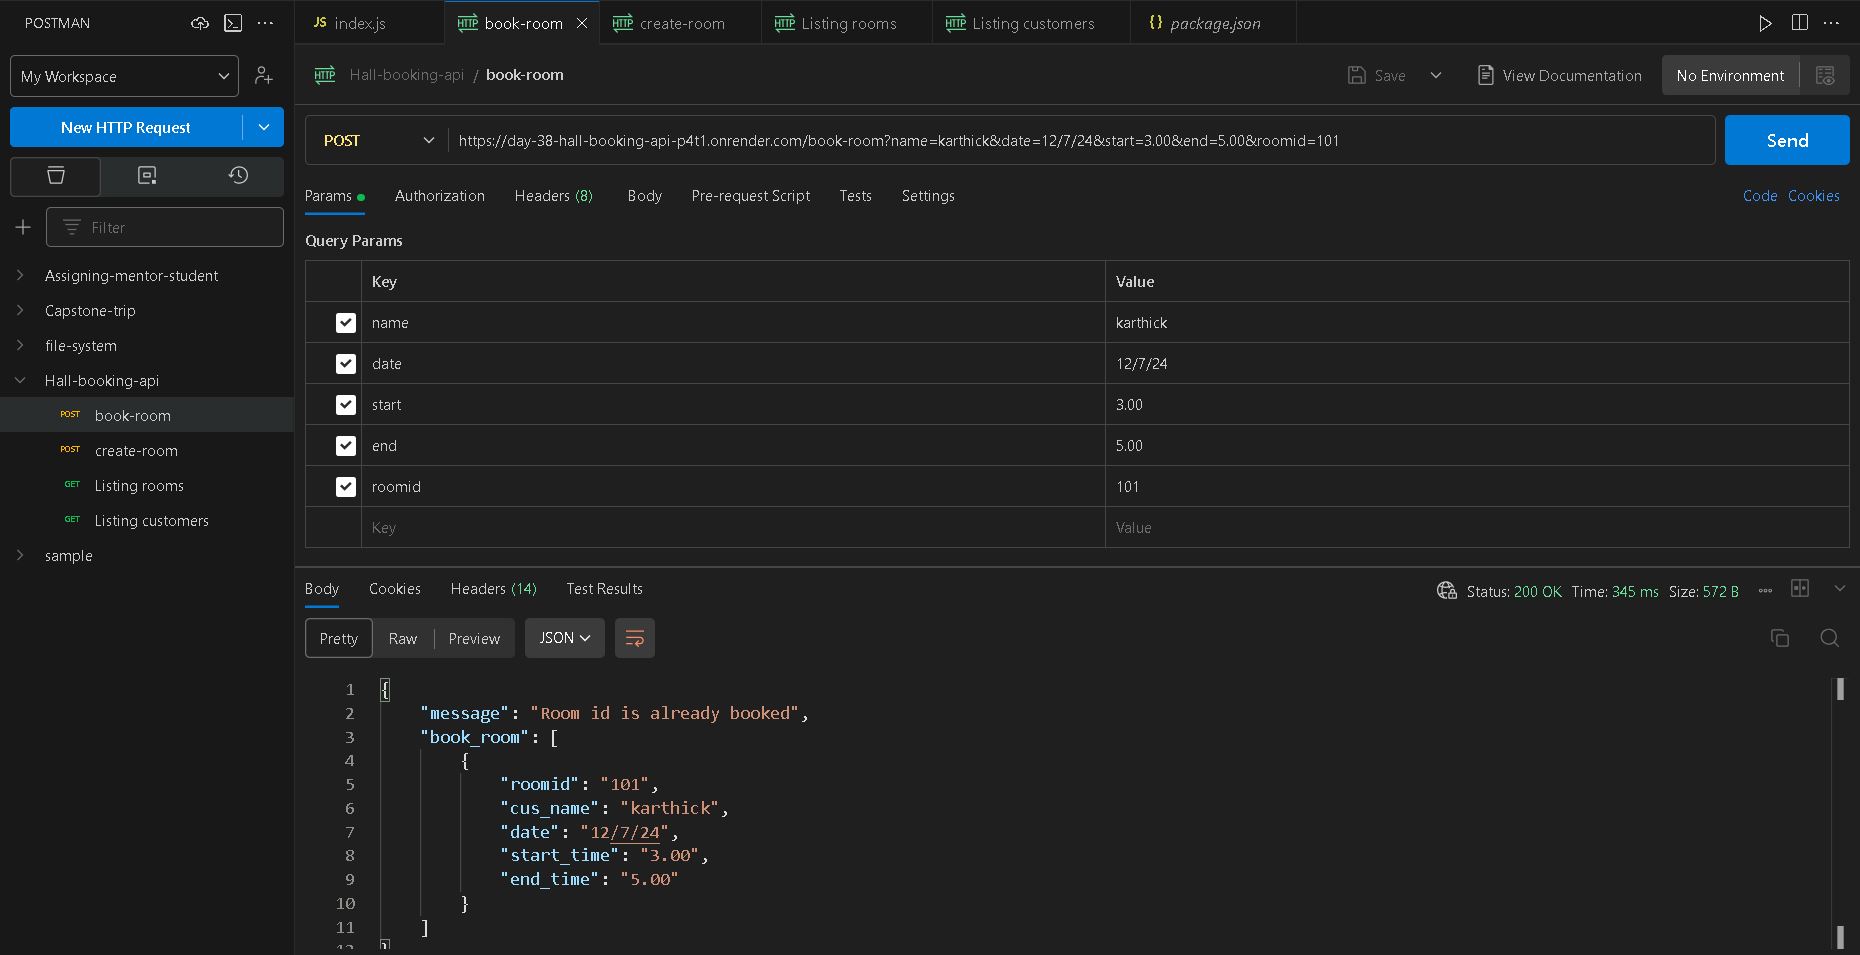 POSTMAN
My Workspace
New HTTP Request
Filter
Assigning-mentor-student
Capstone-trip
file-system
Hall-booking-api
POST book-room
POST create-room
GET Listing rooms
GET Listing customers
sample
JS index.js
HTTP book-room
HTTP create-room
HTTP Listing rooms
HTTP Listing customers
{} package.json
HTTP Hall-booking-api / book-room
Save
View Documentation
No Environment
POST https://day-38-hall-booking-api-p4t1.onrender.com/book-room?name=karthick&date=12/7/24&start=3.00&end=5.00&roomid=101
Send
Params Authorization Headers (8) Body Pre-request Script Tests Settings
Code Cookies
Query Params
Key Value
name karthick
date 12/7/24
start 3.00
end 5.00
roomid 101
Key Value
Body Cookies Headers (14) Test Results
Status: 200 OK Time: 345 ms Size: 572 B
Pretty Raw Preview JSON
1 {
2 "message": "Room id is already booked",
3 "book_room": [
4 {
5 "roomid": "101",
6 "cus_name": "karthick",
7 "date": "12/7/24",
8 "start_time": "3.00",
9 "end_time": "5.00"
10 }
11 ]
12 }